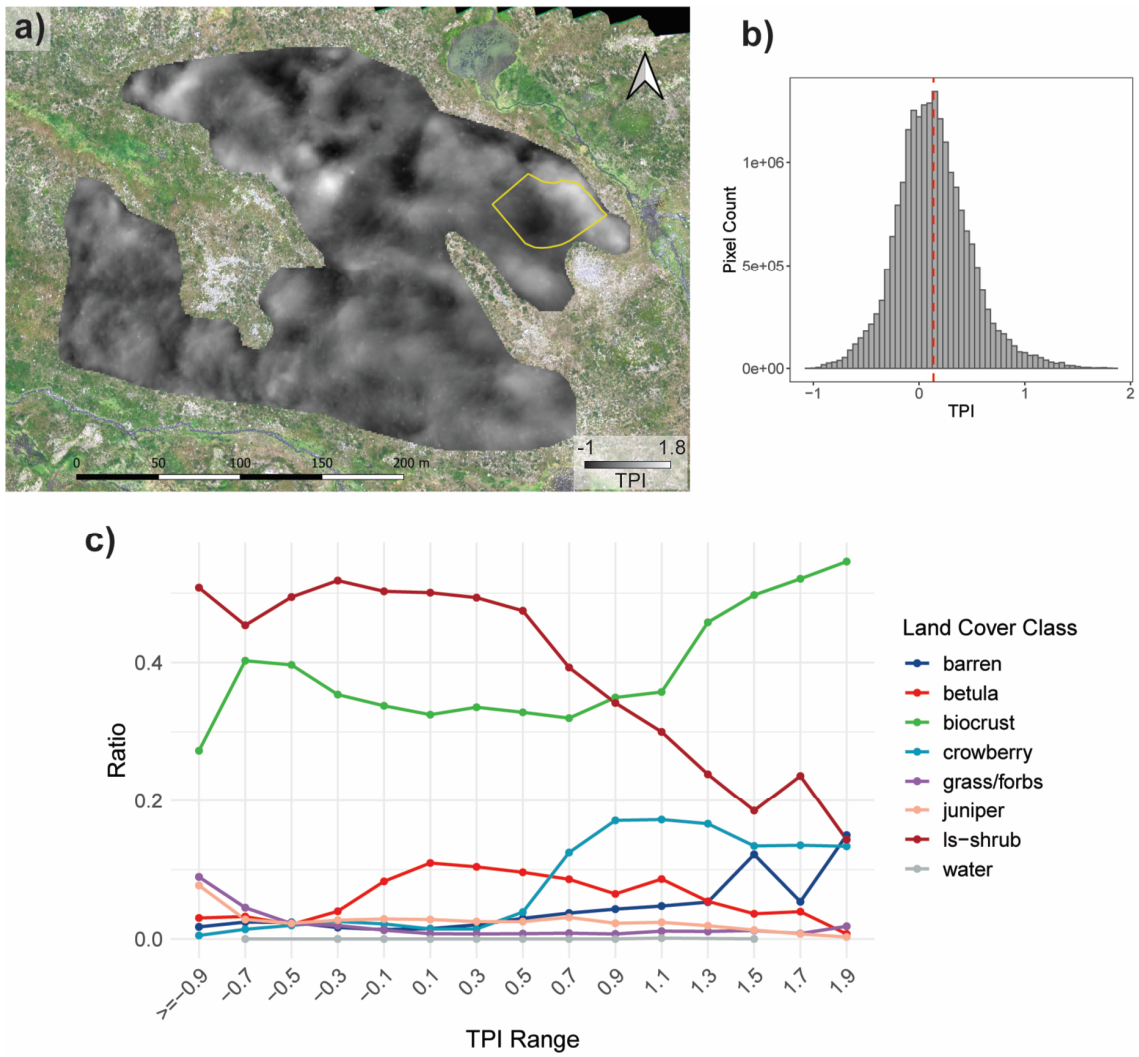 a)
-1 1.8
TPI
0 50 100 150 200 m
b)
Pixel Count
1e+06
5e+05
0e+00
−1 0 1 2
TPI
c)
Ratio
0.4
0.2
0.0
>=−0.9 −0.7 −0.5 −0.3 −0.1 0.1 0.3 0.5 0.7 0.9 1.1 1.3 1.5 1.7 1.9
TPI Range
Land Cover Class
barren
betula
biocrust
crowberry
grass/forbs
juniper
ls−shrub
water